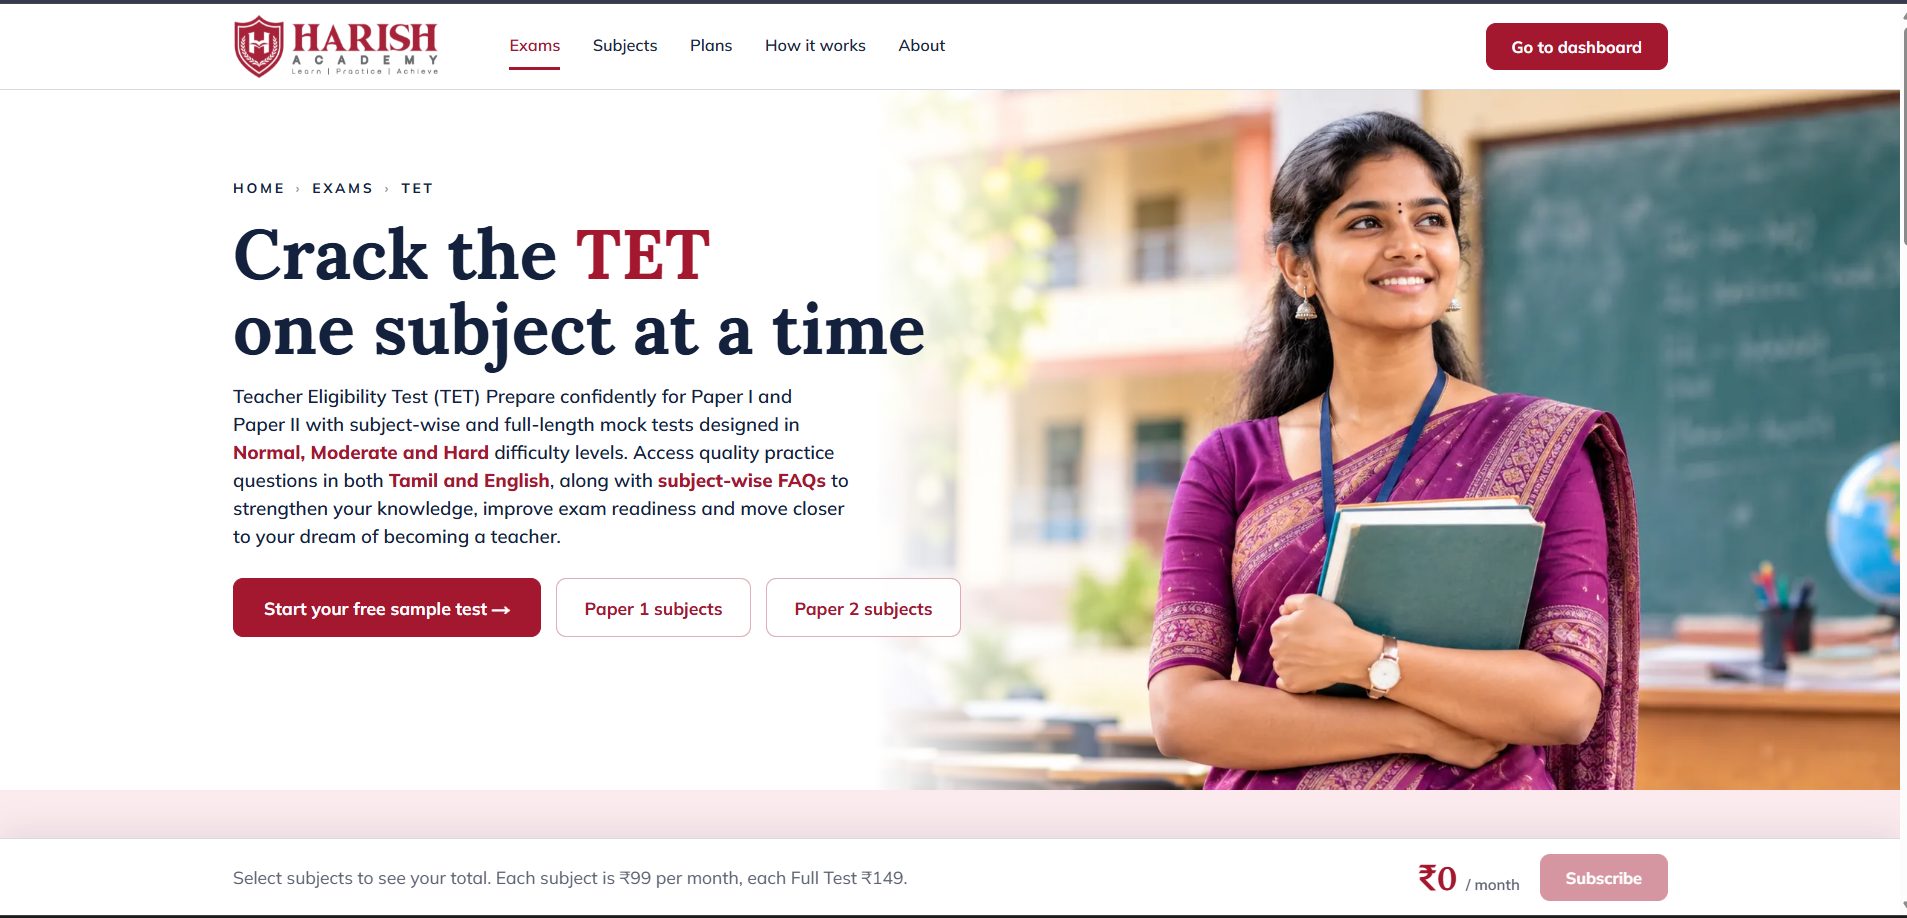 HARISH
ACADEMY
Learn | Practice | Achieve
Exams
Subjects
Plans
How it works
About
Go to dashboard
HOME › EXAMS › TET
Crack the TET
one subject at a time
Teacher Eligibility Test (TET) Prepare confidently for Paper I and
Paper II with subject-wise and full-length mock tests designed in
Normal, Moderate and Hard difficulty levels. Access quality practice
questions in both Tamil and English, along with subject-wise FAQs to
strengthen your knowledge, improve exam readiness and move closer
to your dream of becoming a teacher.
Start your free sample test →
Paper 1 subjects
Paper 2 subjects
Select subjects to see your total. Each subject is ₹99 per month, each Full Test ₹149.
₹0 / month
Subscribe